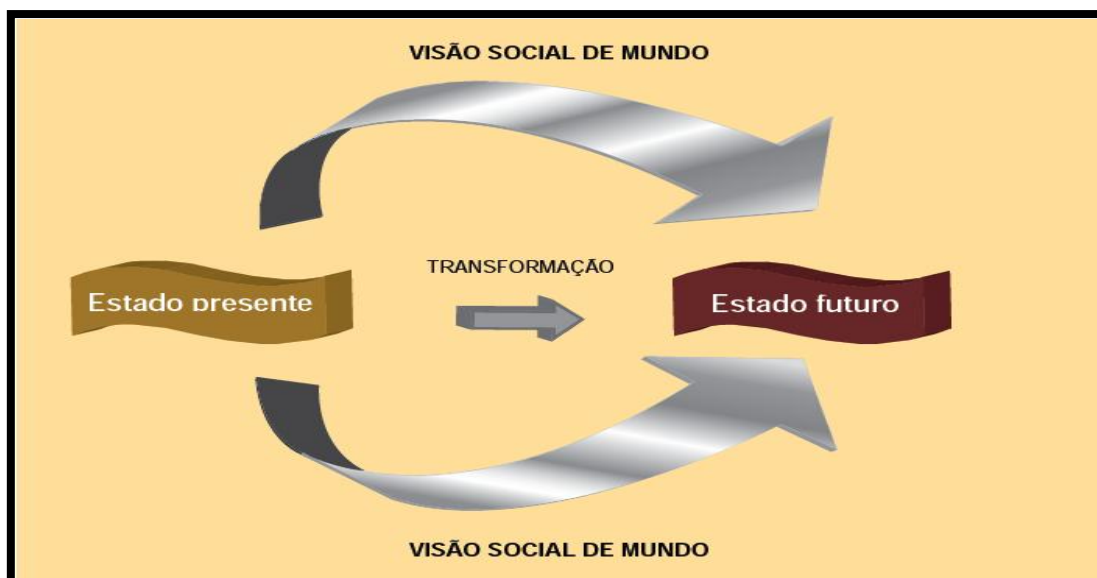 VISÃO SOCIAL DE MUNDO
TRANSFORMAÇÃO
Estado presente
Estado futuro
VISÃO SOCIAL DE MUNDO